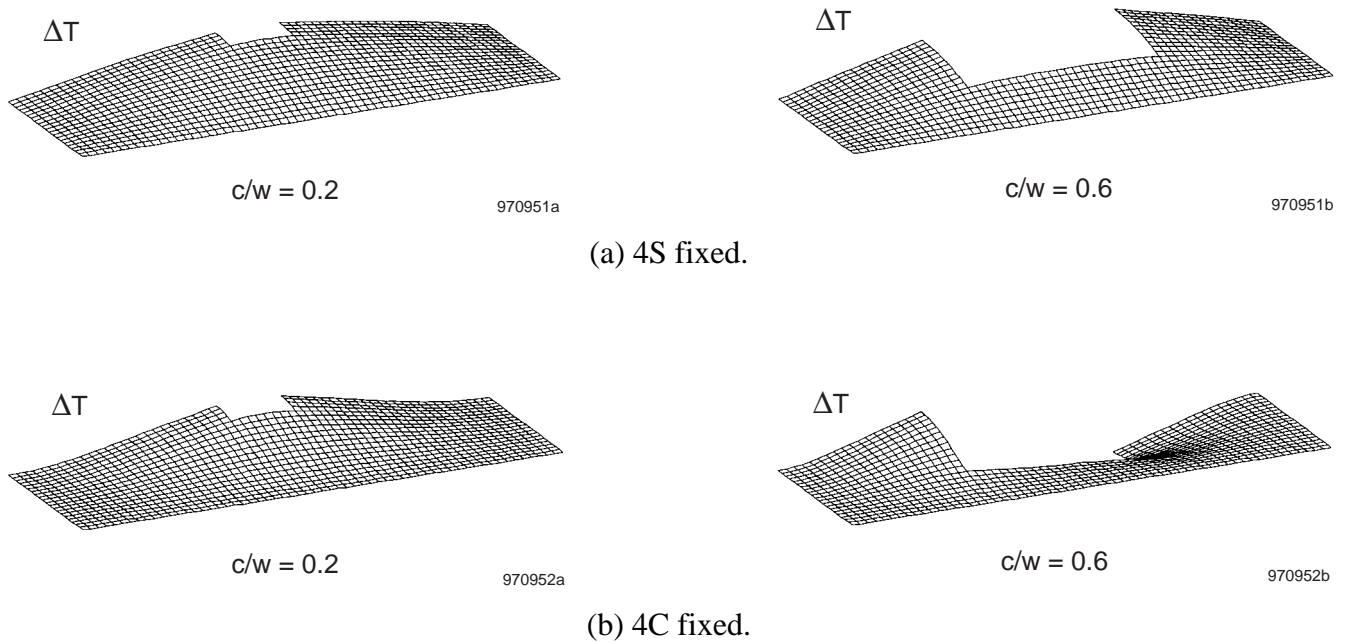 ΔT
c/w = 0.2
970951a
ΔT
c/w = 0.6
970951b
(a) 4S fixed.
ΔT
c/w = 0.2
970952a
ΔT
c/w = 0.6
970952b
(b) 4C fixed.